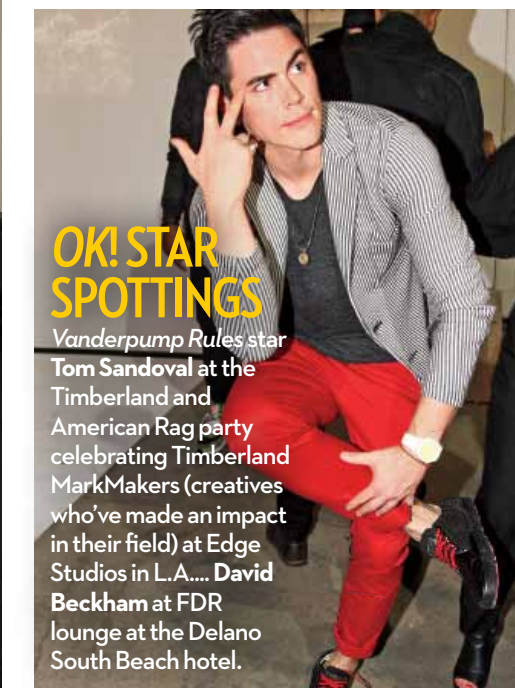 OK! STAR
SPOTTINGS
Vanderpump Rules star
Tom Sandoval at the
Timberland and
American Rag party
celebrating Timberland
MarkMakers (creatives
who've made an impact
in their field) at Edge
Studios in L.A.... David
Beckham at FDR
lounge at the Delano
South Beach hotel.